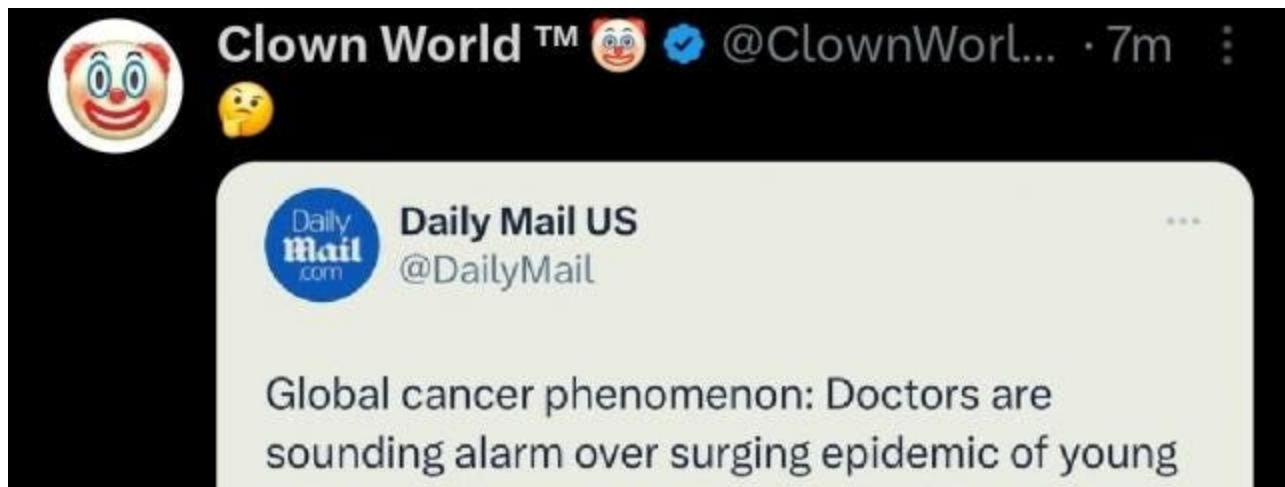 Clown World ™🤡 @ClownWorl... · 7m
🤔
Daily
Mail
.com
Daily Mail US
@DailyMail
Global cancer phenomenon: Doctors are
sounding alarm over surging epidemic of young